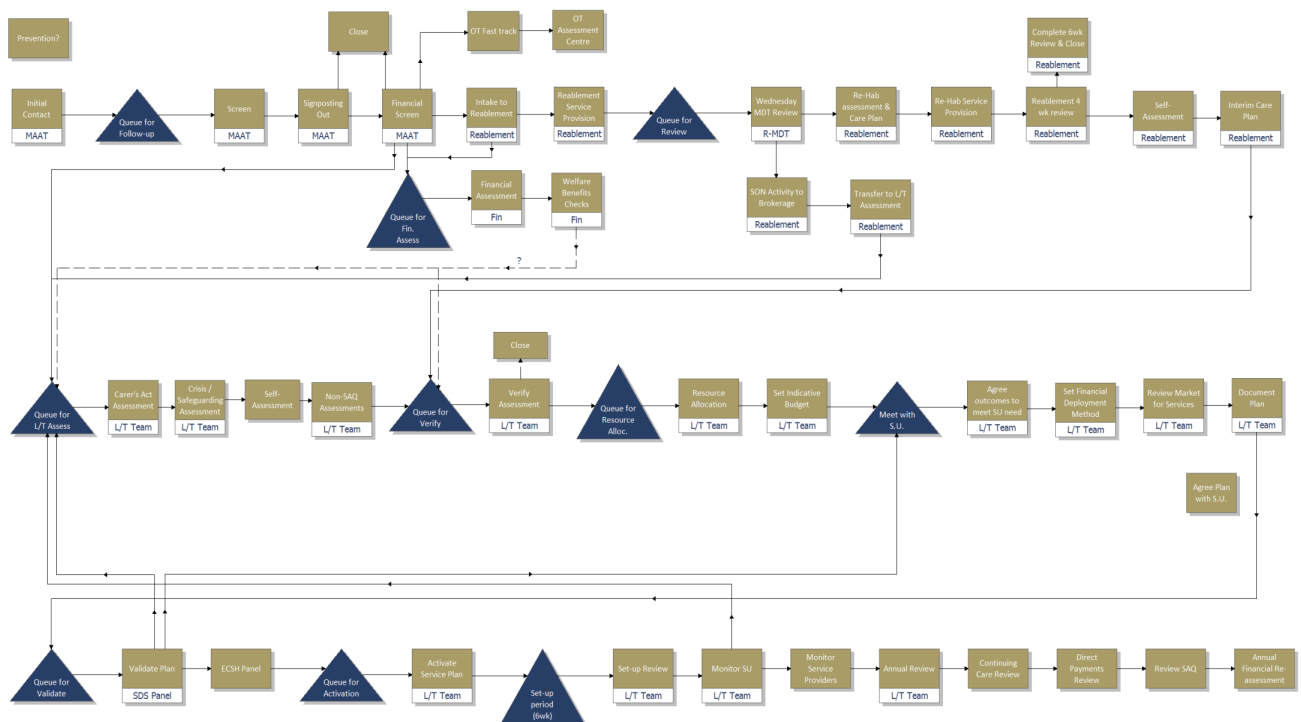 Prevention?
Close
OT Fast track
OT
Assessment
Centre
Complete 6wk
Review & Close
Reablement
Initial
Contact
MAAT
Queue for
Follow-up
Screen
MAAT
Signposting
Out
MAAT
Financial
Screen
MAAT
Intake to
Reablement
Reablement
Reablement
Service
Provision
Reablement
Queue for
Review
Wednesday
MDT Review
R-MDT
Re-Hab
assessment &
Care Plan
Reablement
Re-Hab Service
Provision
Reablement
Reablment 4
wk review
Reablement
Self-
Assessment
Reablement
Interim Care
Plan
Reablement
Queue for
Fin.
Assess
Financial
Assessment
Fin
Welfare
Benefits
Checks
Fin
SON Activity to
Brokerage
Reablement
Transfer to L/T
Assessment
Reablement
?
Close
Queue for
L/T Assess
Carer's Act
Assessment
L/T Team
Crisis /
Safeguarding
Assessment
L/T Team
Self-
Assessment
Non-SAQ
Assessments
L/T Team
Queue for
Verify
Verify
Assessment
L/T Team
Queue for
Resource
Alloc.
Resource
Allocation
L/T Team
Set Indicative
Budget
L/T Team
Meet with
S.U.
Agree
outcomes to
meet SU need
L/T Team
Set Financial
Deployment
Method
L/T Team
Review Market
for Services
L/T Team
Document
Plan
L/T Team
Agree Plan
with S.U.
Queue for
Validate
Validate Plan
SDS Panel
ECSH Panel
Queue for
Activation
Activate
Service Plan
L/T Team
Set-up
period
(6wk)
Set-up Review
L/T Team
Monitor SU
L/T Team
Monitor
Service
Providers
Annual Review
L/T Team
Continuing
Care Review
Direct
Payments
Review
Review SAQ
Annual
Financial Re-
assessment